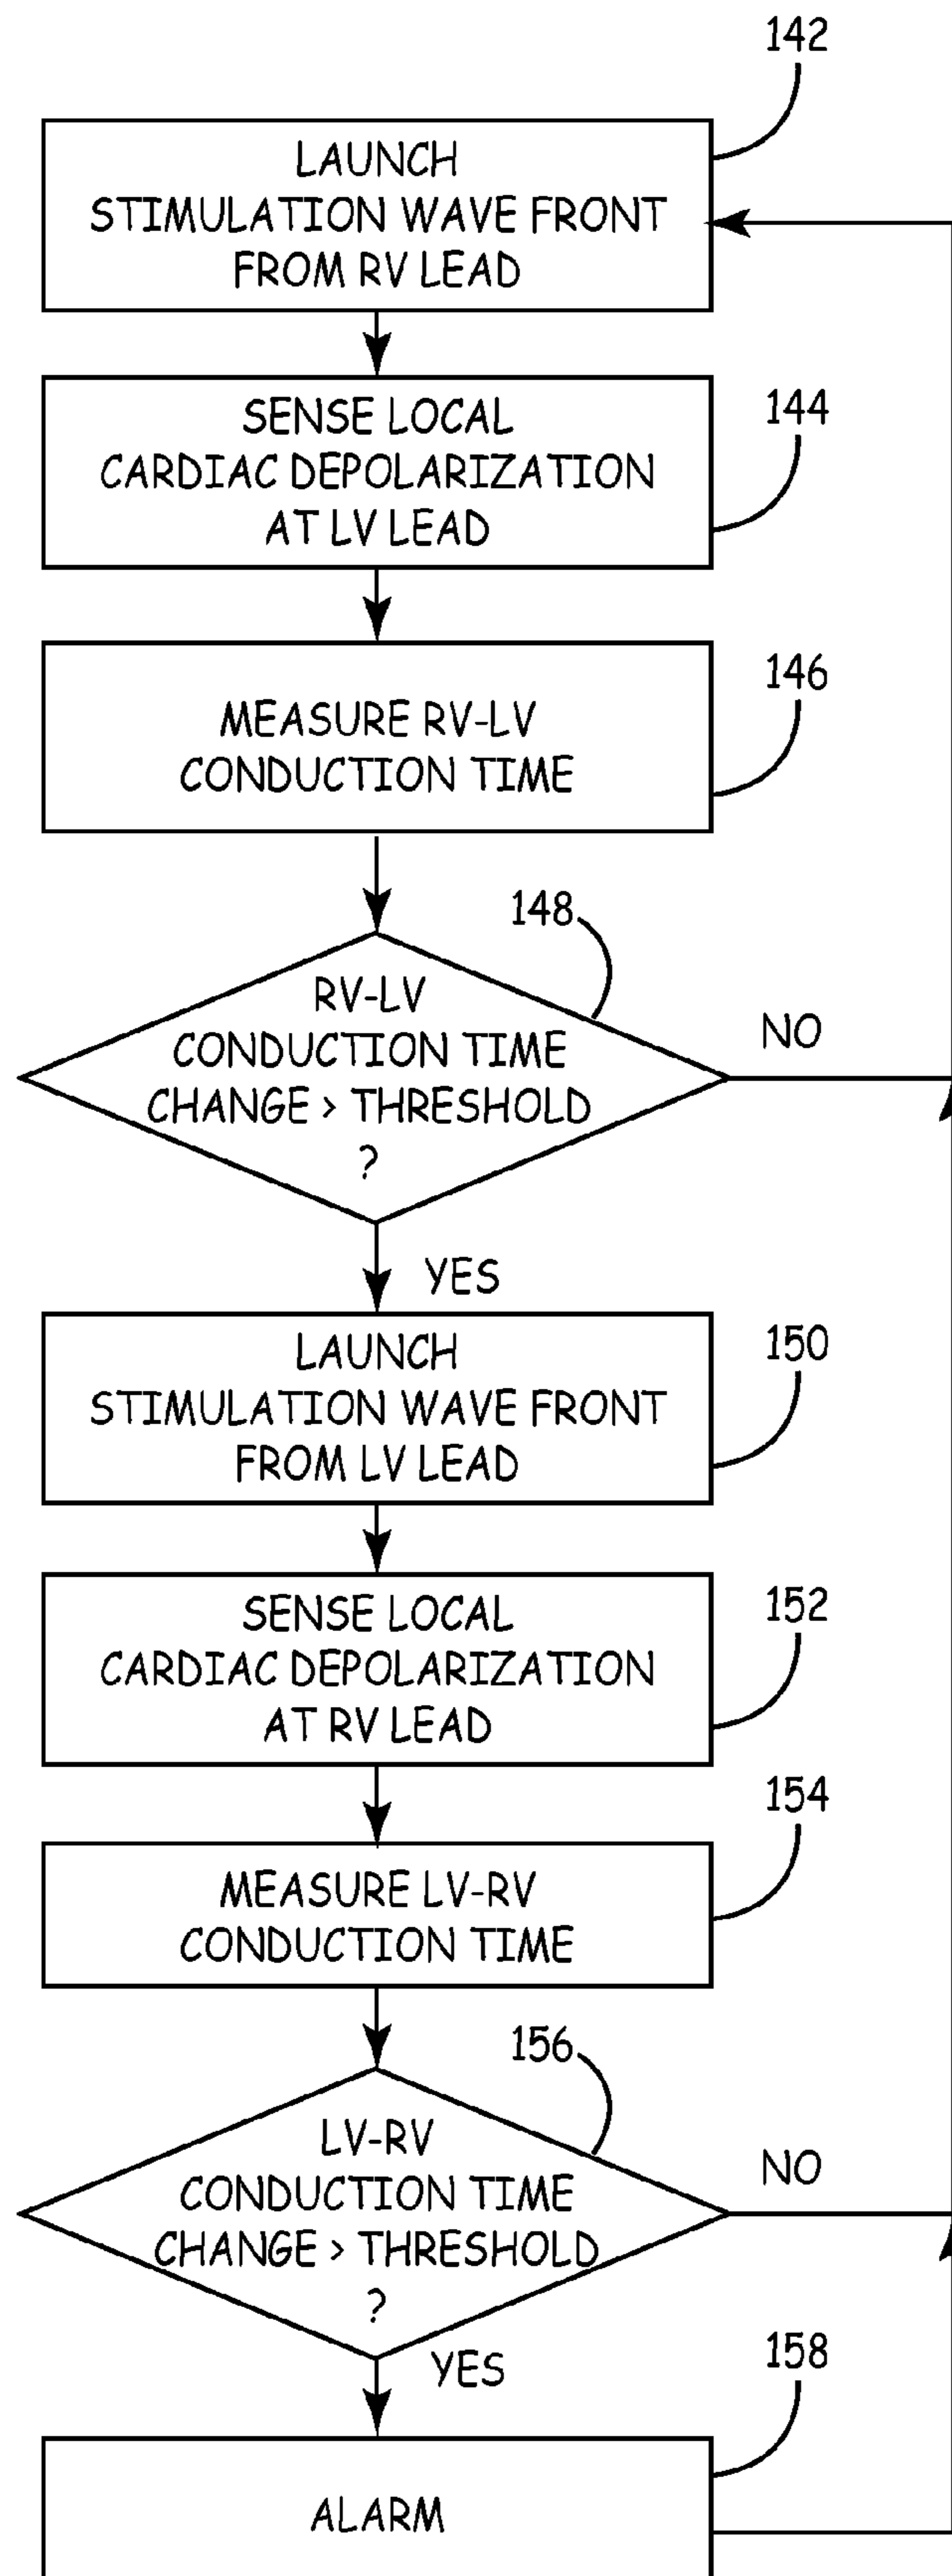 142
LAUNCH
STIMULATION WAVE FRONT
FROM RV LEAD
144
SENSE LOCAL
CARDIAC DEPOLARIZATION
AT LV LEAD
146
MEASURE RV-LV
CONDUCTION TIME
148
RV-LV
CONDUCTION TIME
CHANGE > THRESHOLD
?
NO
YES
150
LAUNCH
STIMULATION WAVE FRONT
FROM LV LEAD
152
SENSE LOCAL
CARDIAC DEPOLARIZATION
AT RV LEAD
154
MEASURE LV-RV
CONDUCTION TIME
156
LV-RV
CONDUCTION TIME
CHANGE > THRESHOLD
?
NO
YES
158
ALARM